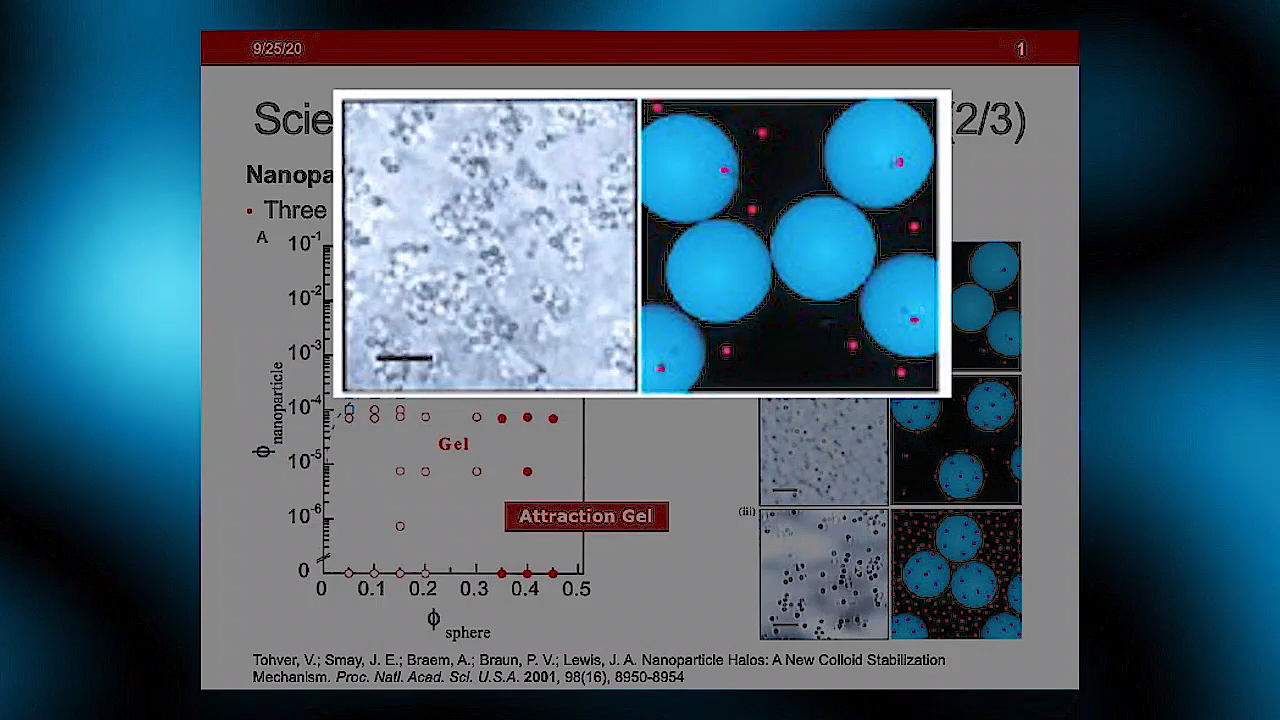 9/25/20 1
Scie (2/3)
Nanopa
• Three
A
10-1
10-2
10-3
10-4
10-5
10-6
0
ϕ nanoparticle
Gel
Attraction Gel
0 0.1 0.2 0.3 0.4 0.5
ϕ sphere
(iii)
Tohver, V.; Smay, J. E.; Braem, A.; Braun, P. V.; Lewis, J. A. Nanoparticle Halos: A New Colloid Stabilization
Mechanism. Proc. Natl. Acad. Sci. U.S.A. 2001, 98(16), 8950-8954